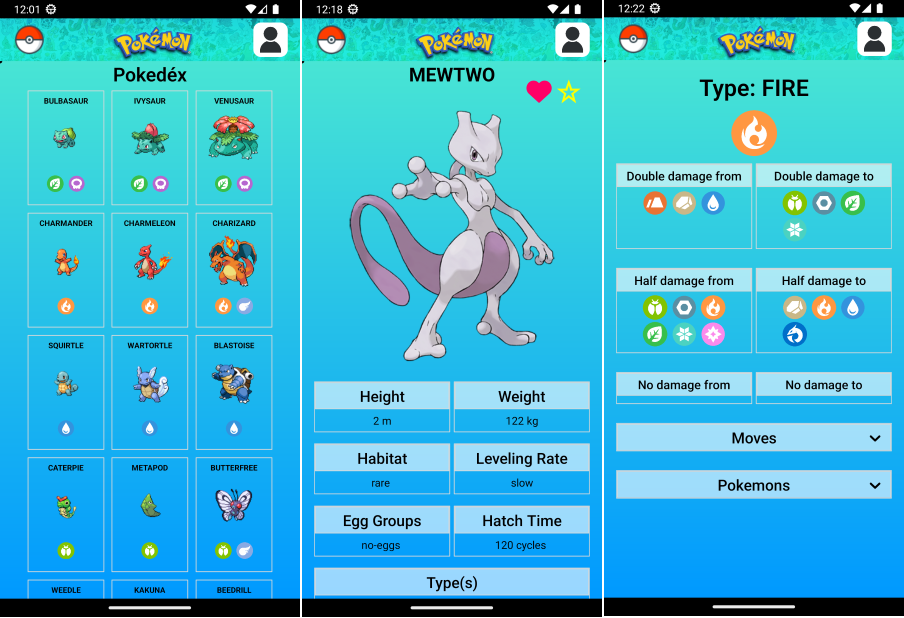 12:01
POKéMON
Pokedéx
BULBASAUR
IVYSAUR
VENUSAUR
CHARMANDER
CHARMELEON
CHARIZARD
SQUIRTLE
WARTORTLE
BLASTOISE
CATERPIE
METAPOD
BUTTERFREE
WEEDLE
KAKUNA
BEEDRILL
12:18
POKéMON
MEWTWO
Height
Weight
2 m
122 kg
Habitat
Leveling Rate
rare
slow
Egg Groups
Hatch Time
no-eggs
120 cycles
Type(s)
12:22
POKéMON
Type: FIRE
Double damage from
Double damage to
Half damage from
Half damage to
No damage from
No damage to
Moves
Pokemons